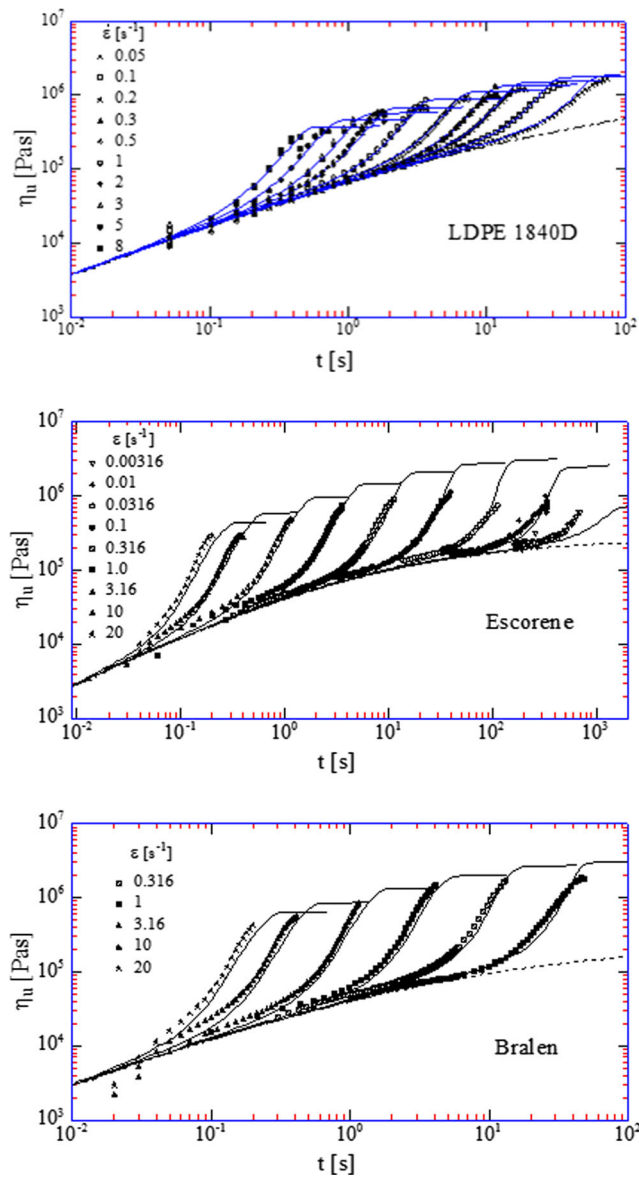 ε̇ [s⁻¹]
0.05
0.1
0.2
0.3
0.5
1
2
3
5
8
10⁷
10⁶
10⁵
10⁴
10³
ηᵤ [Pas]
LDPE 1840D
10⁻² 10⁻¹ 10⁰ 10¹ 10²
t [s]
ε [s⁻¹]
0.00316
0.01
0.0316
0.1
0.316
1.0
3.16
10
20
10⁷
10⁶
10⁵
10⁴
10³
ηᵤ [Pas]
Escorene
10⁻² 10⁻¹ 10⁰ 10¹ 10² 10³
t [s]
ε [s⁻¹]
0.316
1
3.16
10
20
10⁷
10⁶
10⁵
10⁴
10³
ηᵤ [Pas]
Bralen
10⁻² 10⁻¹ 10⁰ 10¹ 10²
t [s]